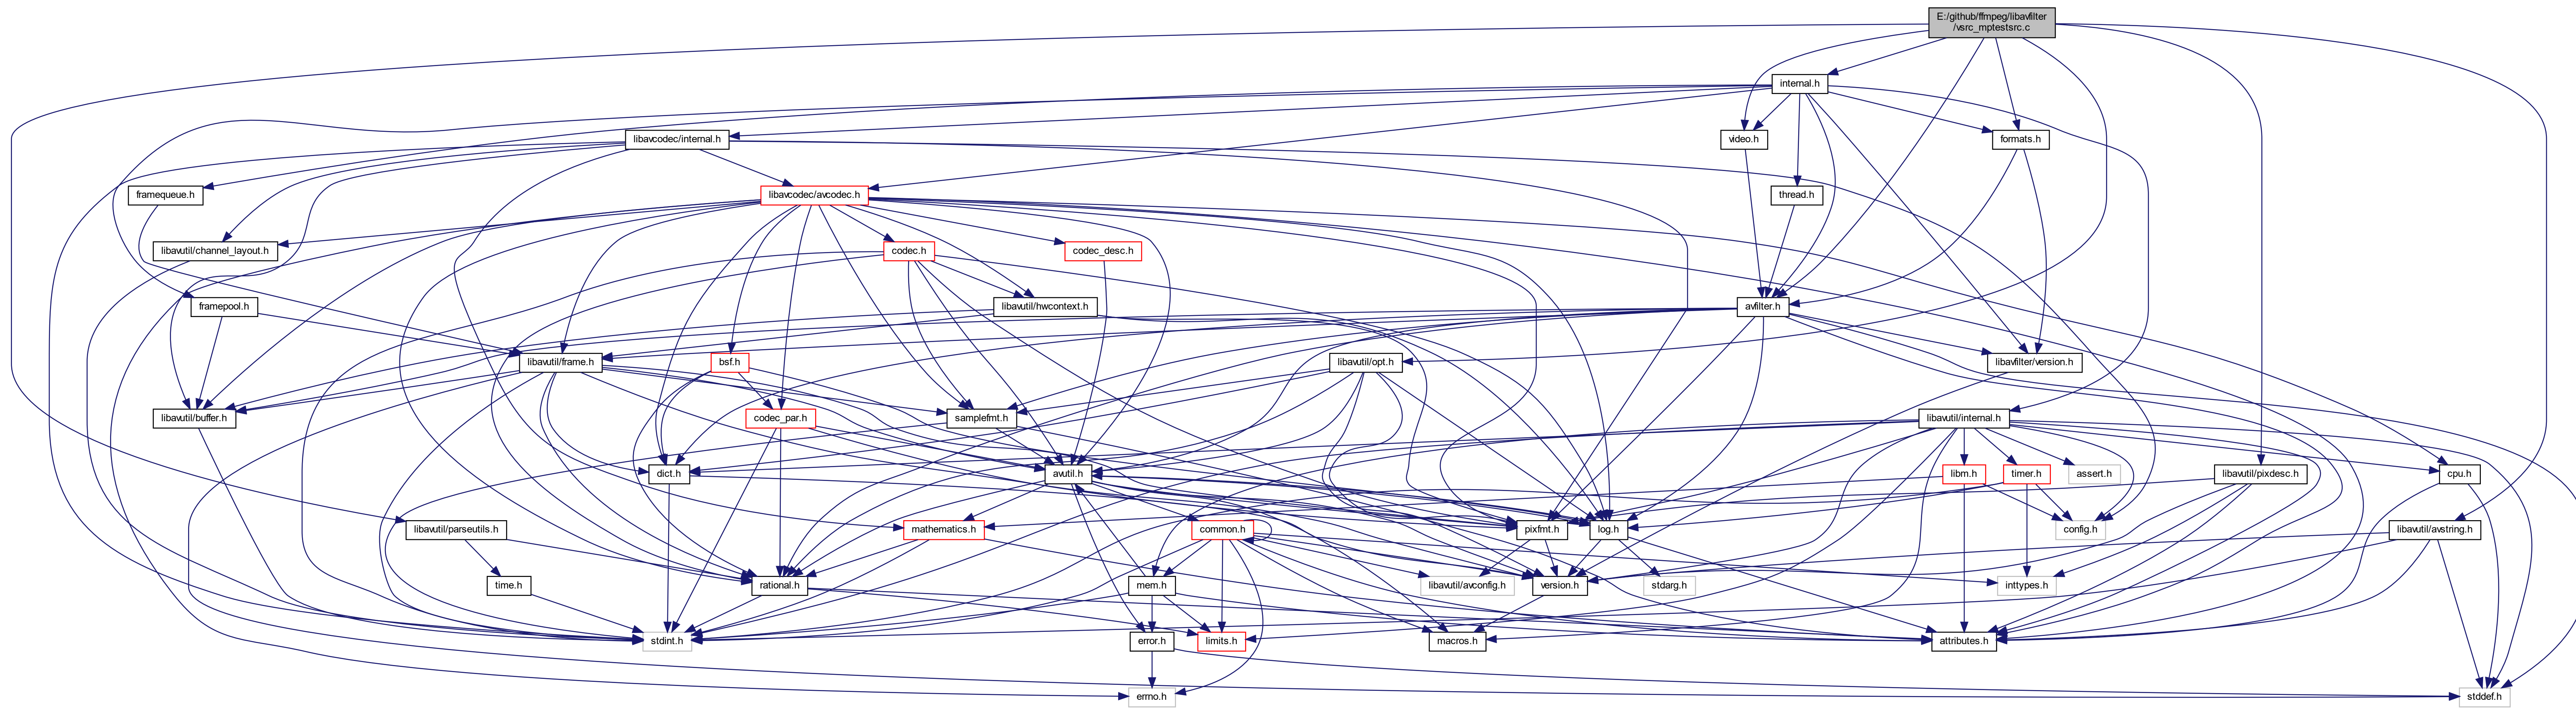 E:/github/ffmpeg/libavfilter
/vsrc_mptestsrc.c
internal.h
libavcodec/internal.h
video.h
formats.h
framequeue.h
libavcodec/avcodec.h
thread.h
libavutil/channel_layout.h
codec.h
codec_desc.h
framepool.h
libavutil/hwcontext.h
avfilter.h
libavutil/frame.h
bsf.h
libavutil/opt.h
libavfilter/version.h
libavutil/buffer.h
codec_par.h
samplefmt.h
libavutil/internal.h
dict.h
avutil.h
libm.h
timer.h
assert.h
libavutil/pixdesc.h
cpu.h
libavutil/parseutils.h
mathematics.h
common.h
pixfmt.h
log.h
config.h
libavutil/avstring.h
time.h
rational.h
mem.h
libavutil/avconfig.h
version.h
stdarg.h
inttypes.h
stdint.h
error.h
limits.h
macros.h
attributes.h
errno.h
stddef.h